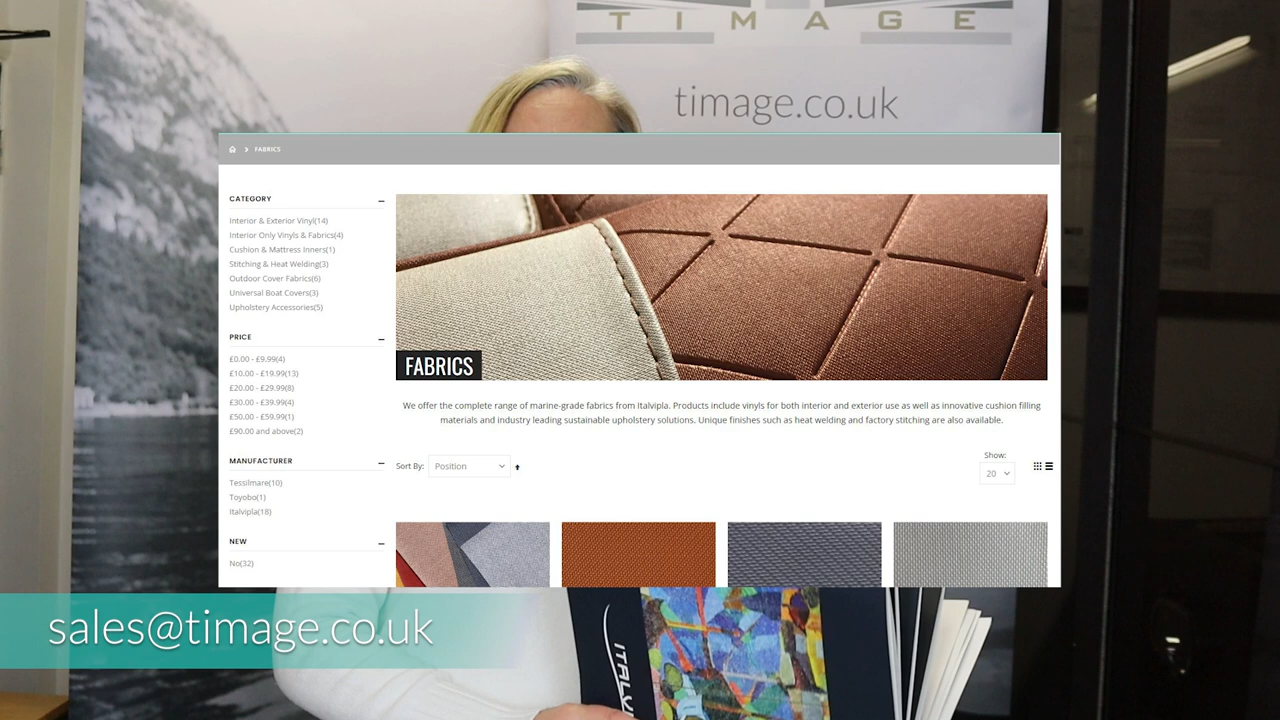 TIMAGE
timage.co.uk
FABRICS
CATEGORY
Interior & Exterior Vinyl(14)
Interior Only Vinyls & Fabrics(4)
Cushion & Mattress Inners(1)
Stitching & Heat Welding(3)
Outdoor Cover Fabrics(6)
Universal Boat Covers(3)
Upholstery Accessories(5)
PRICE
£0.00 - £9.99(4)
£10.00 - £19.99(13)
£20.00 - £29.99(8)
£30.00 - £39.99(4)
£50.00 - £59.99(1)
£90.00 and above(2)
MANUFACTURER
Tessilmare(10)
Toyobo(1)
Italvipla(18)
NEW
No(32)
FABRICS
We offer the complete range of marine-grade fabrics from Italvipla. Products include vinyls for both interior and exterior use as well as innovative cushion filling
materials and industry leading sustainable upholstery solutions. Unique finishes such as heat welding and factory stitching are also available.
Sort By: Position
Show:
20
sales@timage.co.uk
ITALV